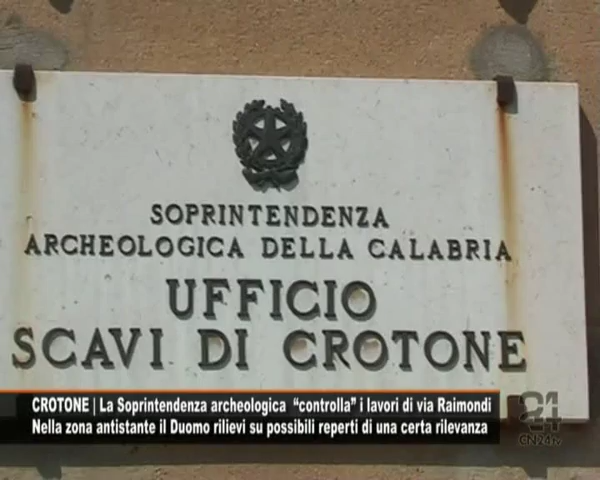 SOPRINTENDENZA
ARCHEOLOGICA DELLA CALABRIA
UFFICIO
SCAVI DI CROTONE
CROTONE | La Soprintendenza archeologica “controlla” i lavori di via Raimondi
Nella zona antistante il Duomo rilievi su possibili reperti di una certa rilevanza
24
CN24TV